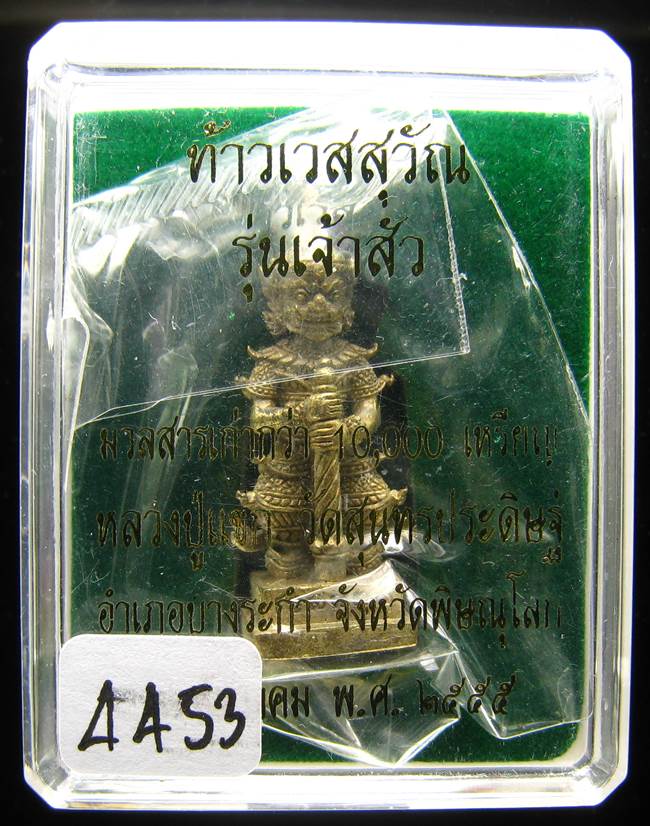 ท้าวเวสสุวัณ
รุ่นเจ้าสัว
มวลสารเก่ากว่า 10,000 เหรียญ
หลวงปู่แขก วัดสุนทรประดิษฐ์
อำเภอบางระกำ จังหวัดพิษณุโลก
พ.ศ. ๒๕๕๕
ΔA53